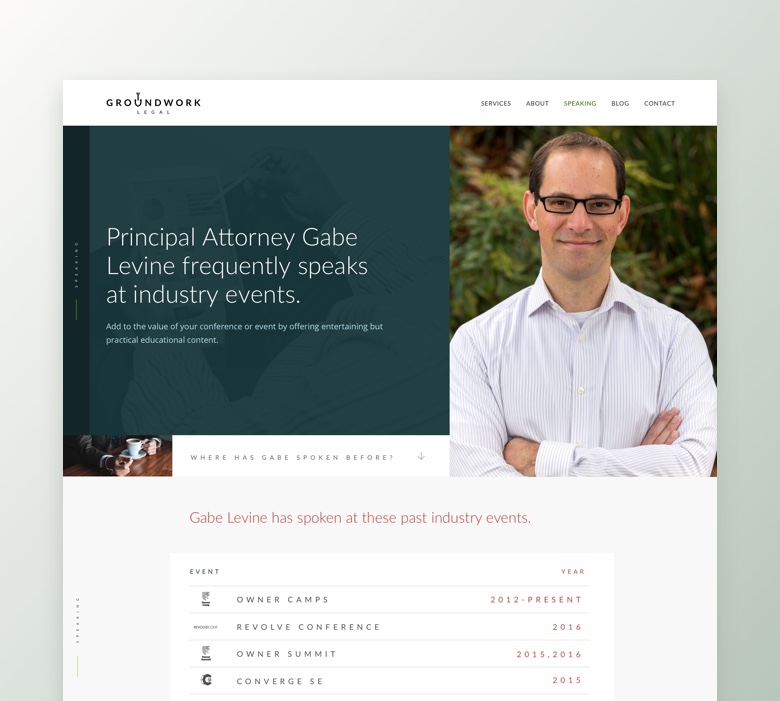 GROUNDWORK
LEGAL
SERVICES ABOUT SPEAKING BLOG CONTACT
SPEAKING
Principal Attorney Gabe
Levine frequently speaks
at industry events.
Add to the value of your conference or event by offering entertaining but
practical educational content.
WHERE HAS GABE SPOKEN BEFORE?
Gabe Levine has spoken at these past industry events.
SPEAKING
EVENT YEAR
OWNER CAMPS 2012-PRESENT
REVOLVE CONFERENCE 2016
OWNER SUMMIT 2015,2016
CONVERGE SE 2015